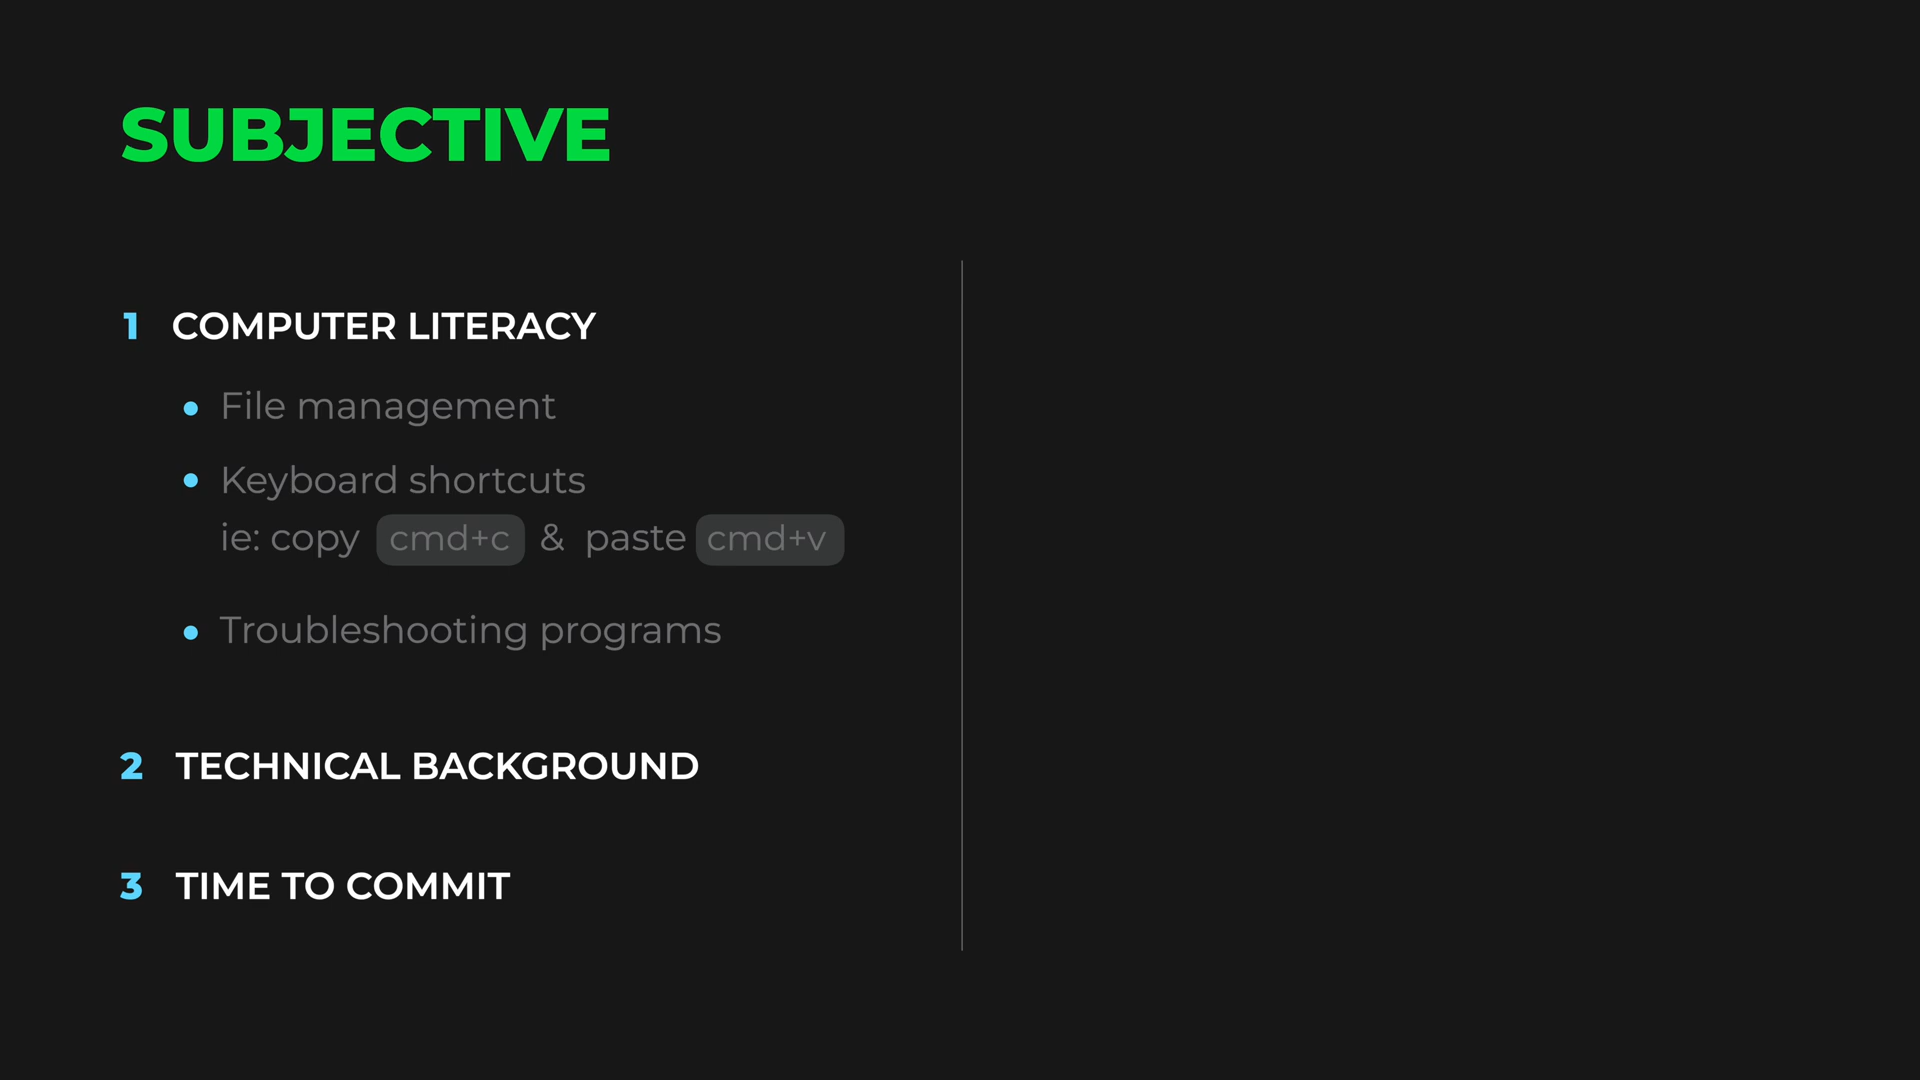 SUBJECTIVE
1 COMPUTER LITERACY
• File management
• Keyboard shortcuts
ie: copy cmd+c & paste cmd+v
• Troubleshooting programs
2 TECHNICAL BACKGROUND
3 TIME TO COMMIT